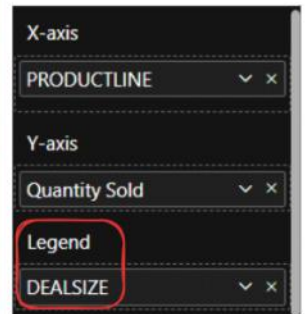 X-axis
PRODUCTLINE
Y-axis
Quantity Sold
Legend
DEALSIZE